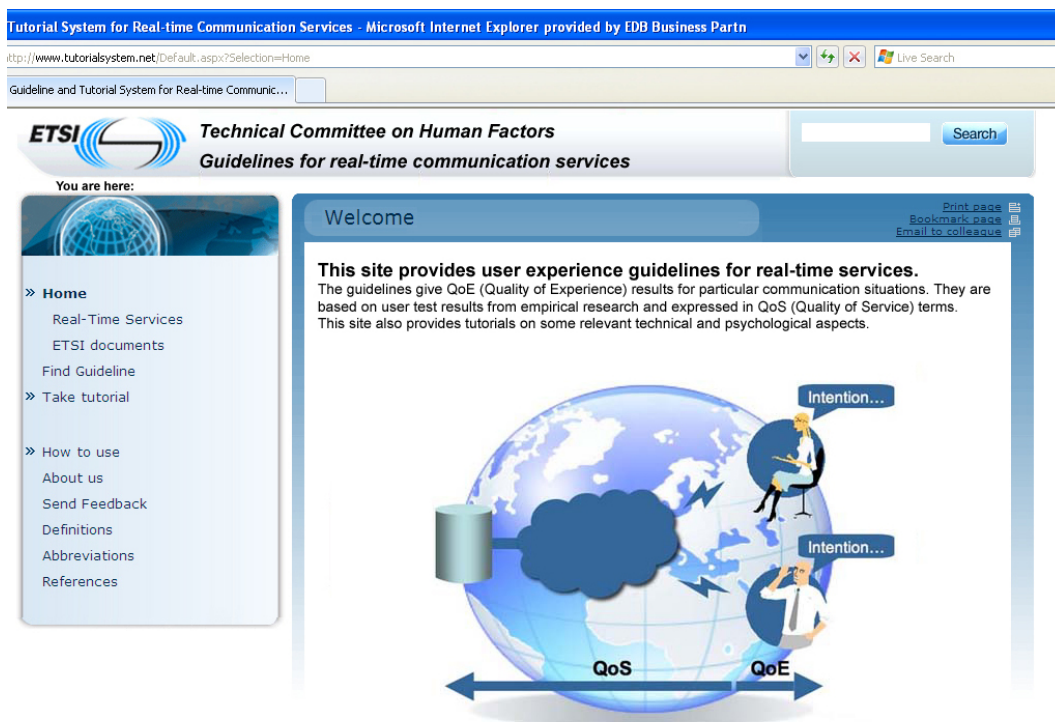 Tutorial System for Real-time Communication Services - Microsoft Internet Explorer provided by EDB Business Partn
ttp://www.tutorialsystem.net/Default.aspx?Selection=Home
Live Search
Guideline and Tutorial System for Real-time Communic...
ETSI
Technical Committee on Human Factors
Guidelines for real-time communication services
Search
You are here:
Welcome
Print page
Bookmark page
Email to colleague
» Home
Real-Time Services
ETSI documents
Find Guideline
» Take tutorial
» How to use
About us
Send Feedback
Definitions
Abbreviations
References
This site provides user experience guidelines for real-time services.
The guidelines give QoE (Quality of Experience) results for particular communication situations. They are
based on user test results from empirical research and expressed in QoS (Quality of Service) terms.
This site also provides tutorials on some relevant technical and psychological aspects.
Intention...
Intention...
QoS
QoE